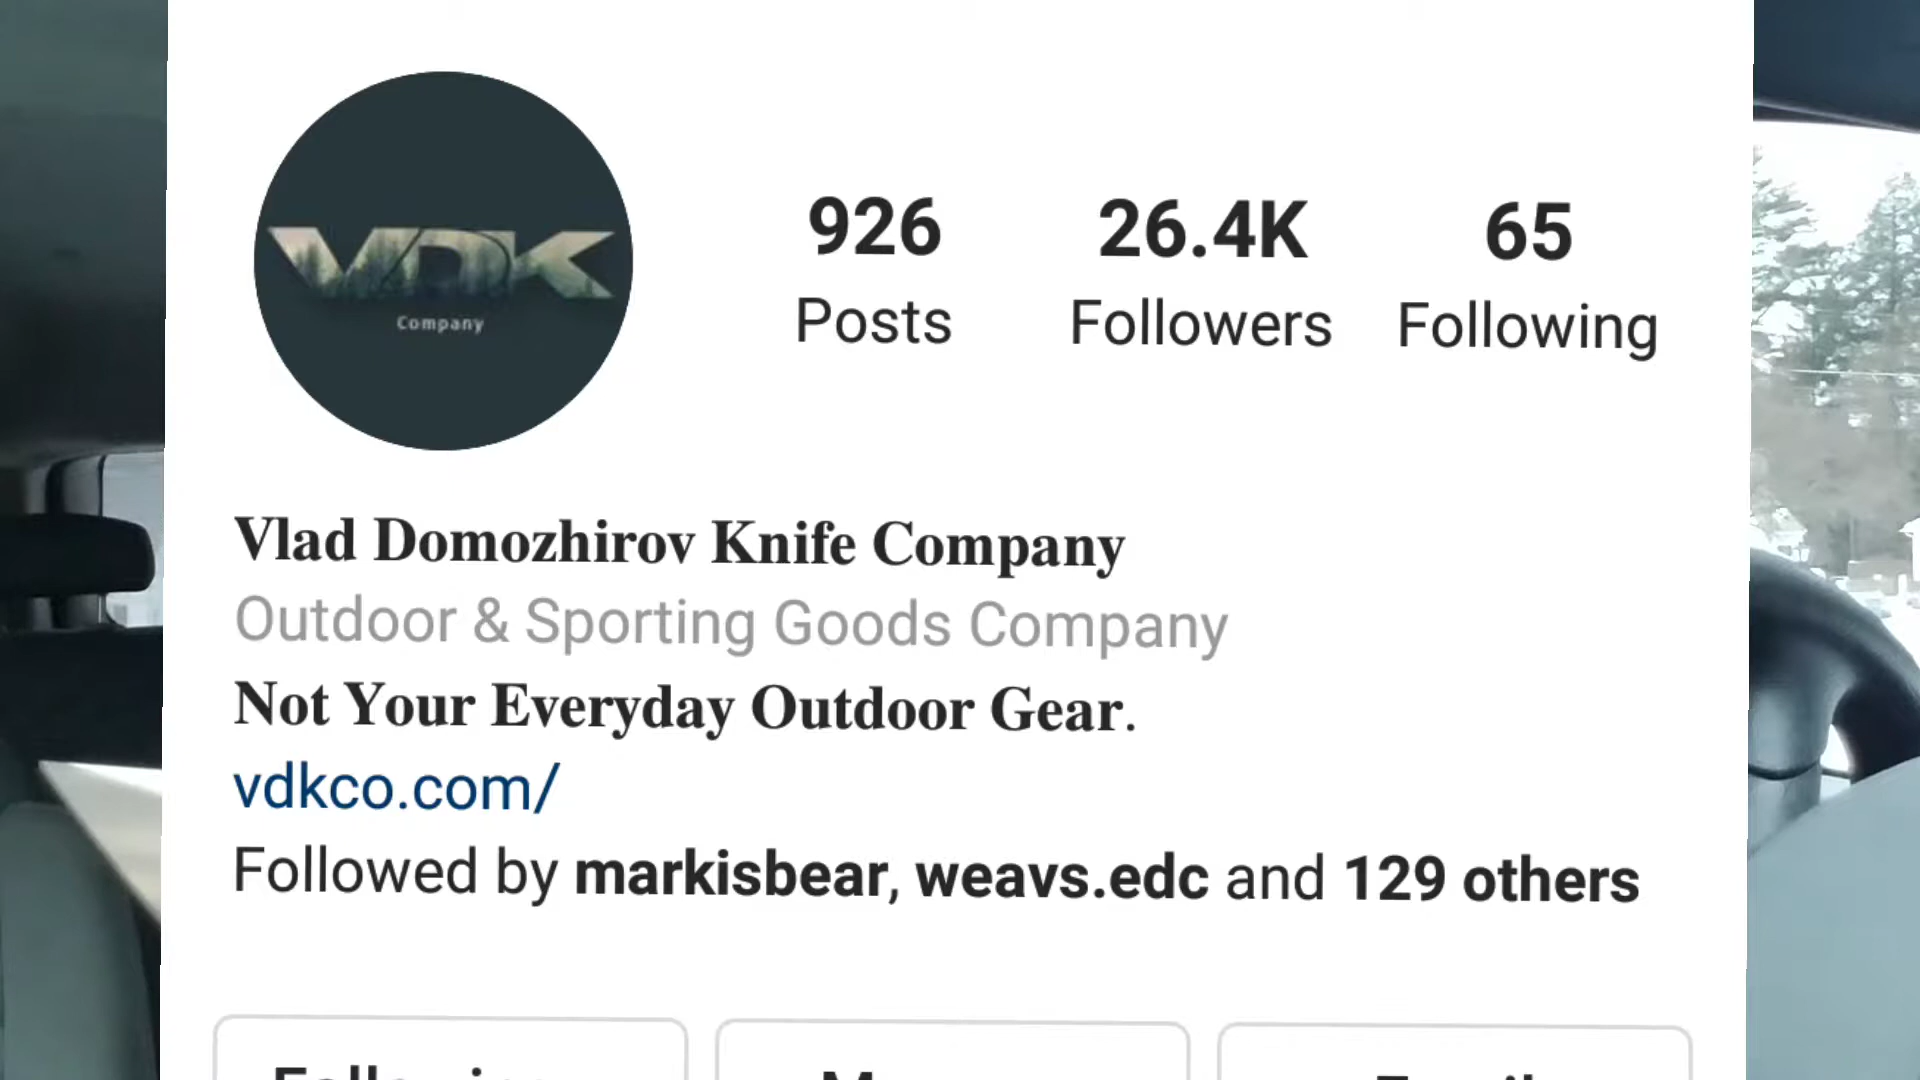 VDK
Company
926 26.4K 65
Posts Followers Following
Vlad Domozhirov Knife Company
Outdoor & Sporting Goods Company
Not Your Everyday Outdoor Gear.
vdkco.com/
Followed by markisbear, weavs.edc and 129 others